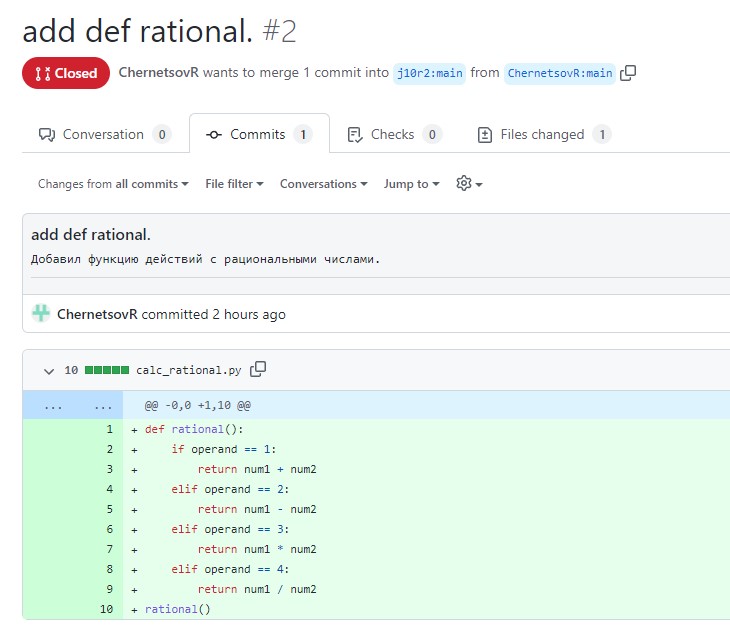 add def rational. #2
Closed ChernetsovR wants to merge 1 commit into j10r2:main from ChernetsovR:main
Conversation 0 Commits 1 Checks 0 Files changed 1
Changes from all commits File filter Conversations Jump to
add def rational.
Добавил функцию действий с рациональными числами.
ChernetsovR committed 2 hours ago
10 calc_rational.py
... ... @@ -0,0 +1,10 @@
1 + def rational():
2 +     if operand == 1:
3 +         return num1 + num2
4 +     elif operand == 2:
5 +         return num1 - num2
6 +     elif operand == 3:
7 +         return num1 * num2
8 +     elif operand == 4:
9 +         return num1 / num2
10 + rational()